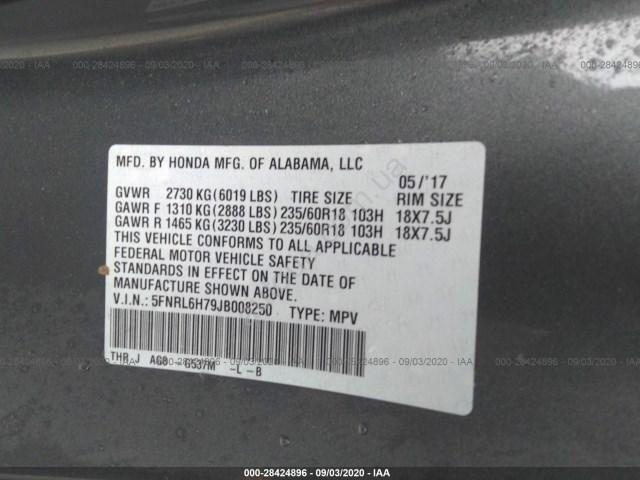 000-28424896 - 09/03/2020 - IAA
MFD. BY HONDA MFG. OF ALABAMA, LLC
05/'17
GVWR 2730 KG(6019 LBS) TIRE SIZE RIM SIZE
GAWR F 1310 KG(2888 LBS) 235/60R18 103H 18X7.5J
GAWR R 1465 KG(3230 LBS) 235/60R18 103H 18X7.5J
THIS VEHICLE CONFORMS TO ALL APPLICABLE
FEDERAL MOTOR VEHICLE SAFETY
STANDARDS IN EFFECT ON THE DATE OF
MANUFACTURE SHOWN ABOVE.
V.I.N.: 5FNRL6H79JB008250 TYPE: MPV
THR J AG8 - G537M -L -B
000-28424896 - 09/03/2020 - IAA